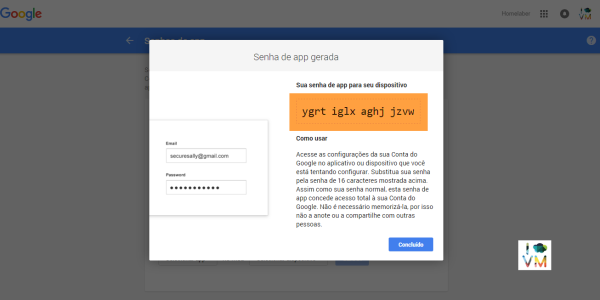 Google
Senha de app gerada
Sua senha de app para seu dispositivo
ygrt iglx aghj jzvw
Email
securesally@gmail.com
Password
Como usar
Acesse as configurações da sua Conta do
Google no aplicativo ou dispositivo que você
está tentando configurar. Substitua sua senha
pela senha de 16 caracteres mostrada acima.
Assim como sua senha normal, esta senha de
app concede acesso total à sua Conta do
Google. Não é necessário memorizá-la, por isso
não a anote ou a compartilhe com outras
pessoas.
Concluído
VM